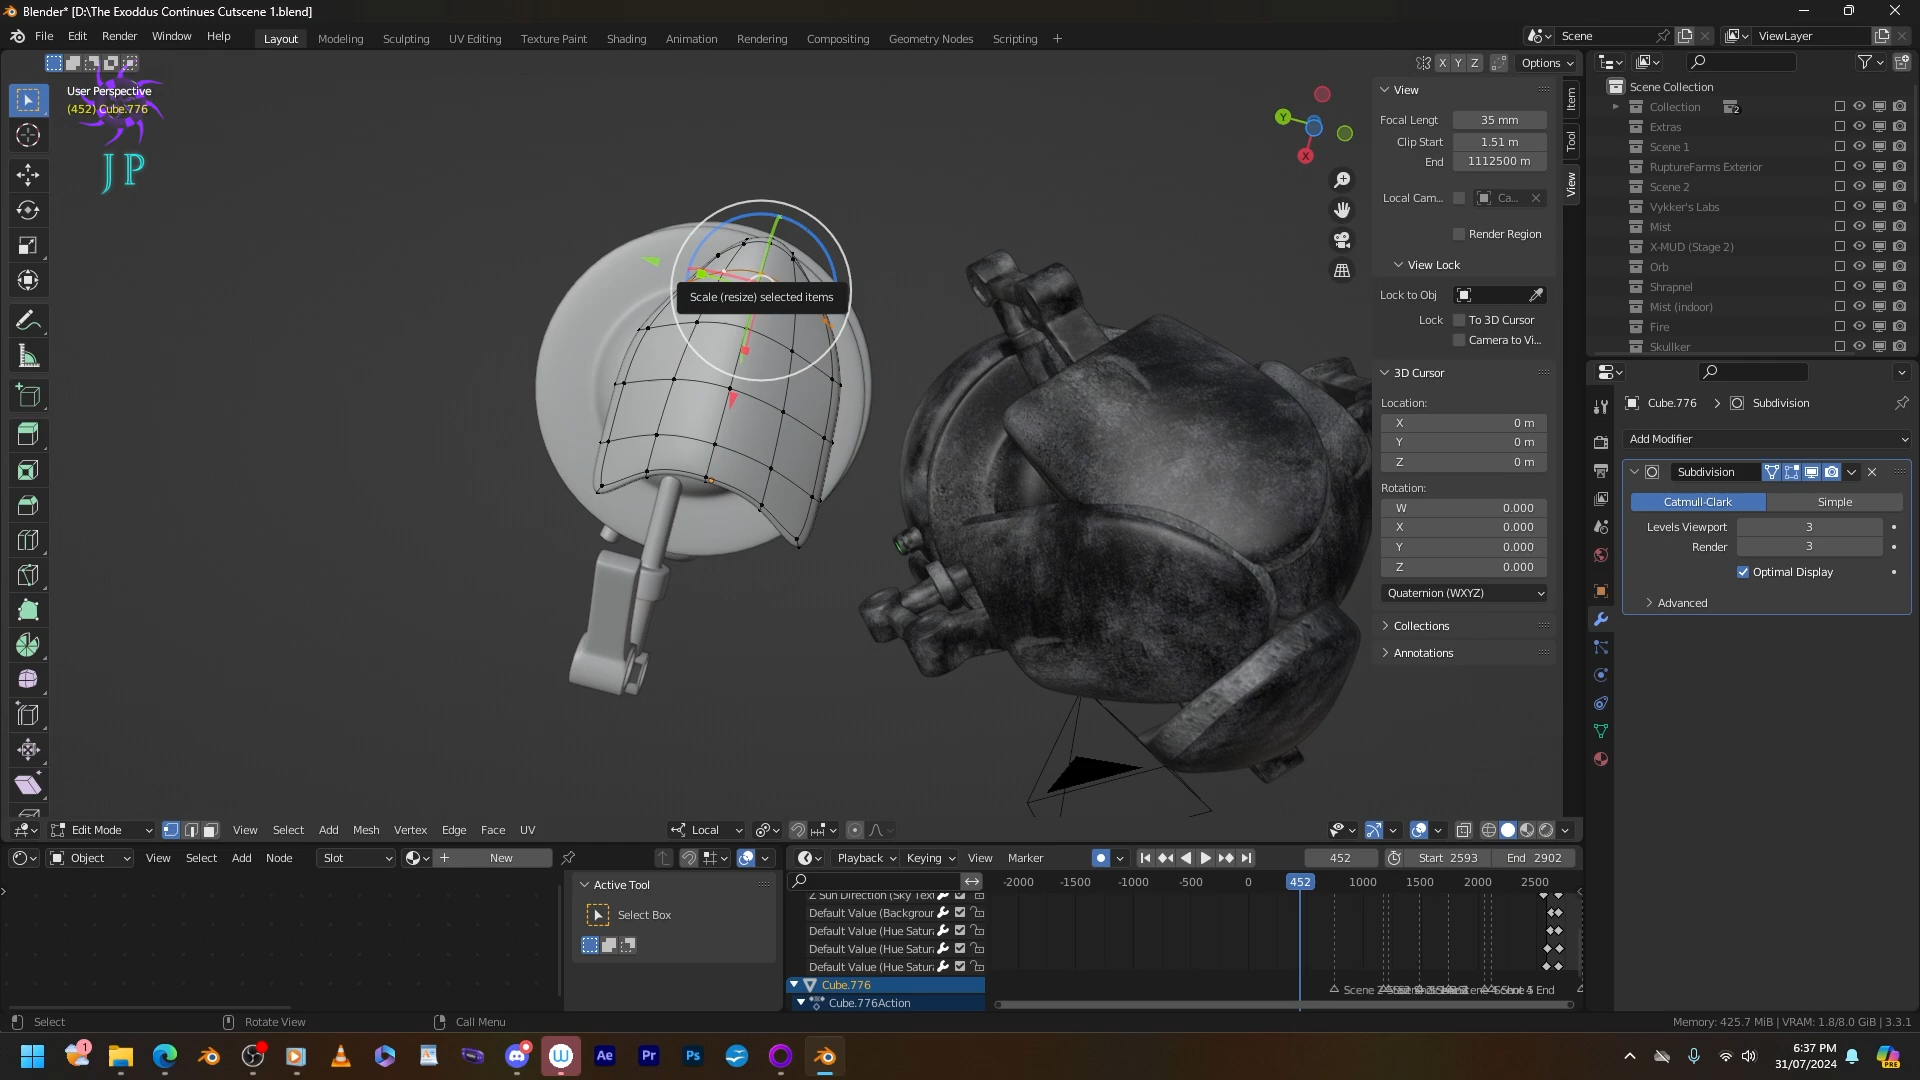 Blender* [D:\The Exoddus Continues Cutscene 1.blend]
File Edit Render Window Help
Layout Modeling Sculpting UV Editing Texture Paint Shading Animation Rendering Compositing Geometry Nodes Scripting +
Scene
ViewLayer
X Y Z Options
User Perspective
(452) Cube.776
JP
Scale (resize) selected items
Y
X
View
Focal Lengt 35 mm
Clip Start 1.51 m
End 1112500 m
Local Cam... Ca...
Render Region
View Lock
Lock to Obj
Lock To 3D Cursor
Camera to Vi...
3D Cursor
Location:
X 0 m
Y 0 m
Z 0 m
Rotation:
W 0.000
X 0.000
Y 0.000
Z 0.000
Quaternion (WXYZ)
Collections
Annotations
Item
Tool
View
Scene Collection
Collection 2
Extras
Scene 1
RuptureFarms Exterior
Scene 2
Vykker's Labs
Mist
X-MUD (Stage 2)
Orb
Shrapnel
Mist (indoor)
Fire
Skullker
Cube.776 > Subdivision
Add Modifier
Subdivision
Catmull-Clark Simple
Levels Viewport 3
Render 3
Optimal Display
Advanced
Edit Mode View Select Add Mesh Vertex Edge Face UV Local
Object View Select Add Node Slot New
Active Tool
Select Box
Playback Keying View Marker 452 Start 2593 End 2902
-2000 -1500 -1000 -500 0 452 1000 1500 2000 2500
Z Sun Direction (Sky Text
Default Value (Backgrour
Default Value (Hue Satur
Default Value (Hue Satur
Default Value (Hue Satur
Cube.776
Cube.776Action
Select Rotate View Call Menu
Memory: 425.7 MiB | VRAM: 1.8/8.0 GiB | 3.3.1
1 W Ae Pr Ps
6:37 PM
31/07/2024
PRE